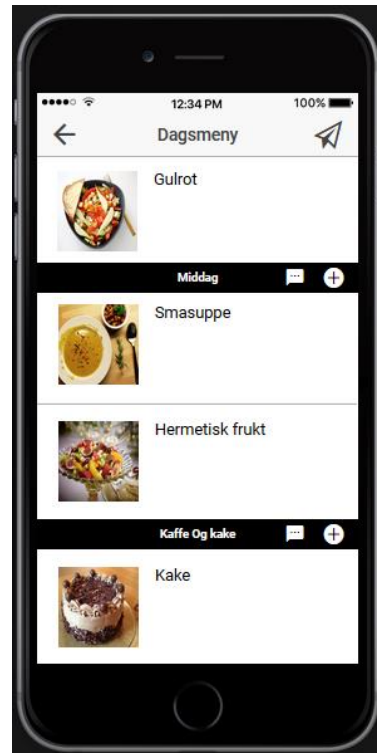 12:34 PM 100%
Dagsmeny
Gulrot
Middag
Smasuppe
Hermetisk frukt
Kaffe Og kake
Kake